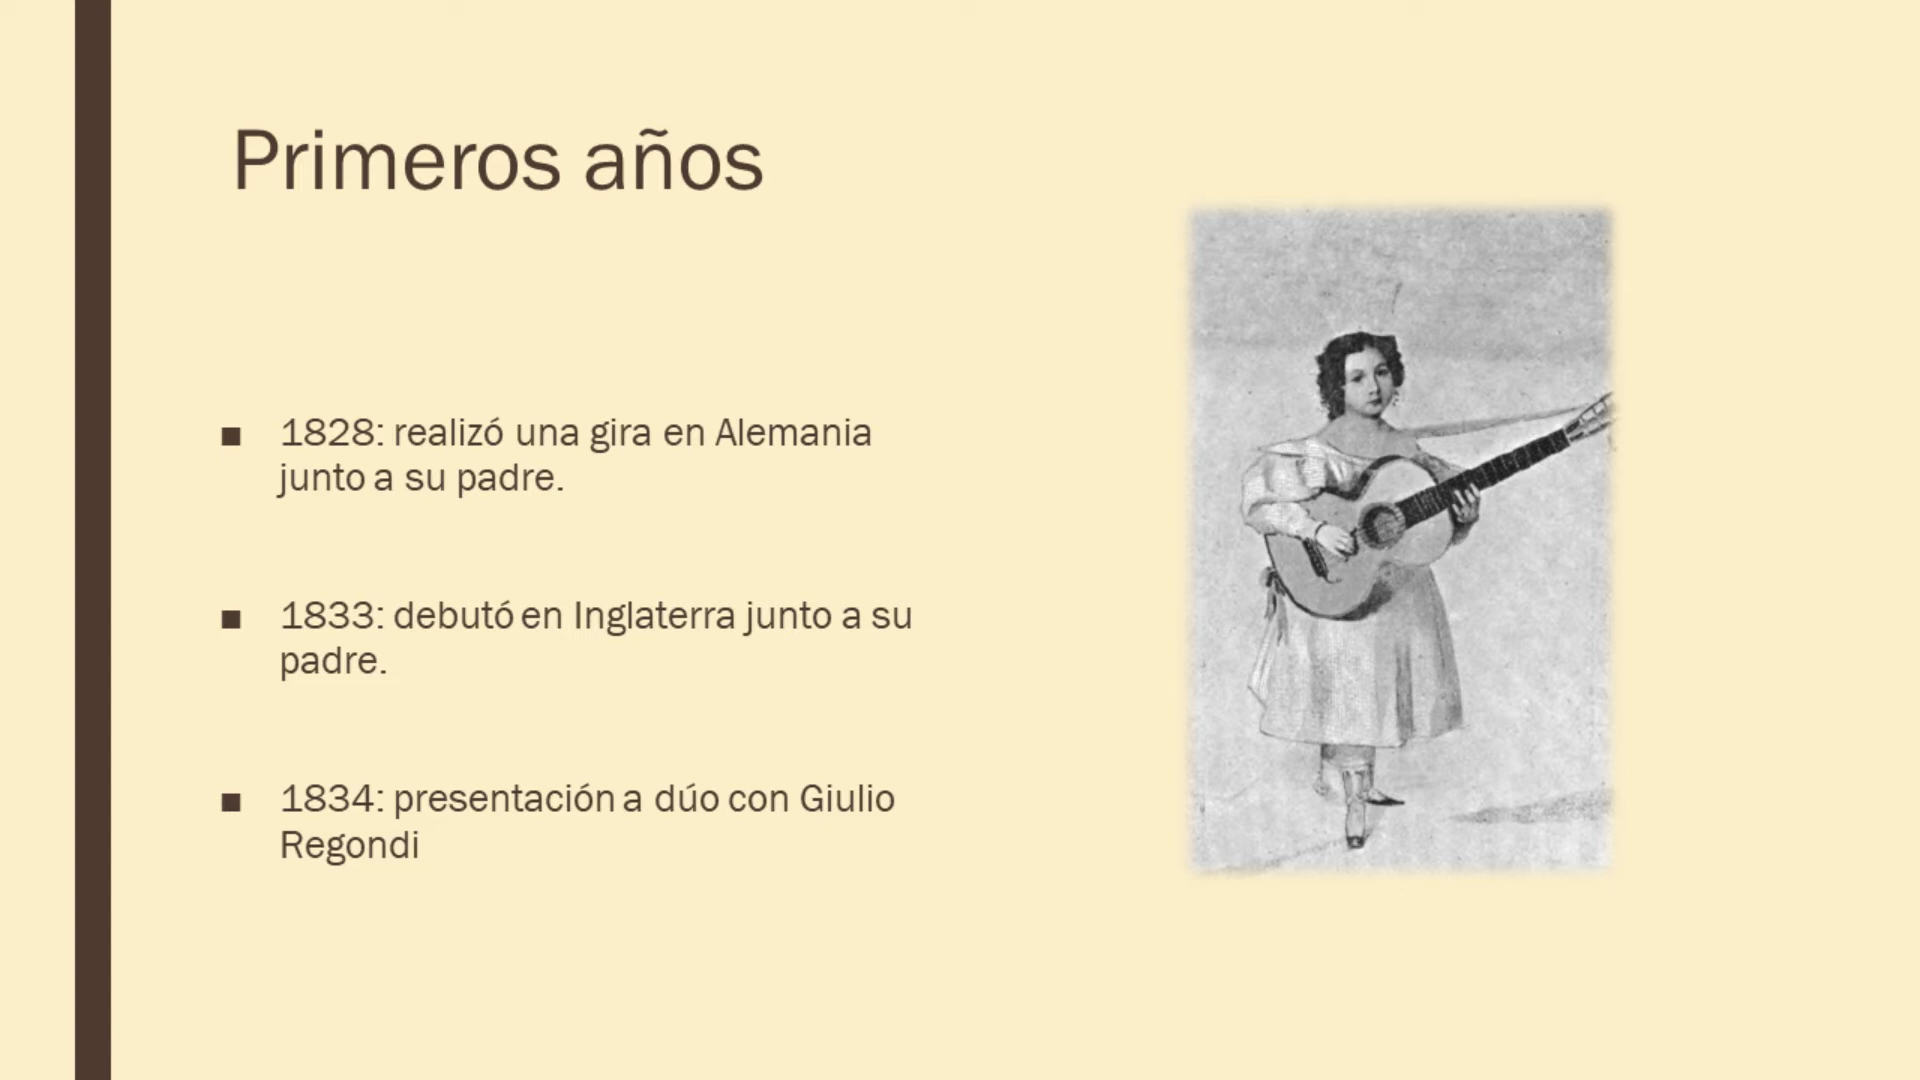 Primeros años
■ 1828: realizó una gira en Alemania
junto a su padre.
■ 1833: debutó en Inglaterra junto a su
padre.
■ 1834: presentación a dúo con Giulio
Regondi